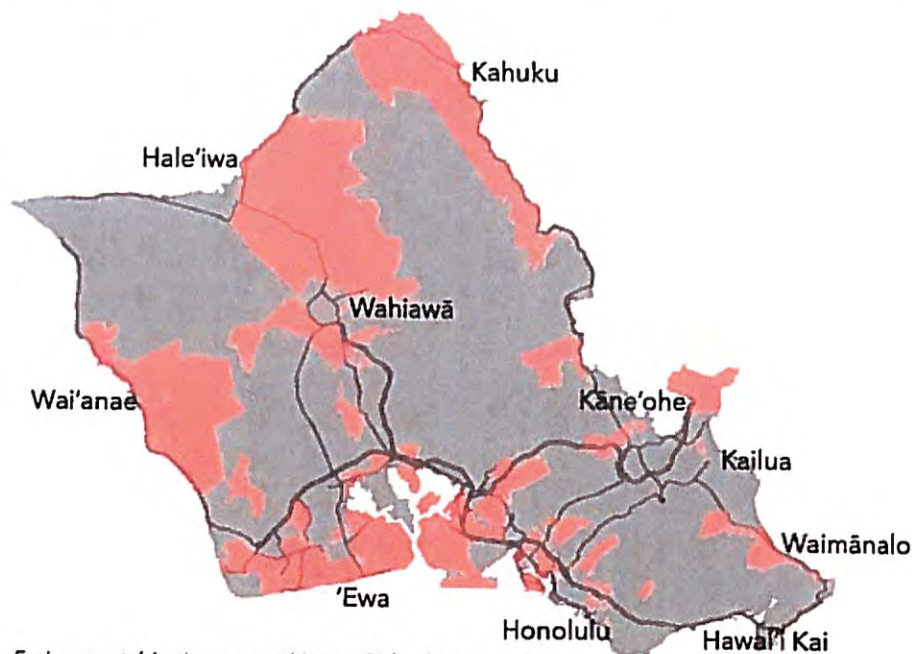 Kahuku
Hale'iwa
Wahiawā
Wai'anae
Kāne'ohe
Kailua
Waimānalo
'Ewa
Honolulu
Hawai'i Kai